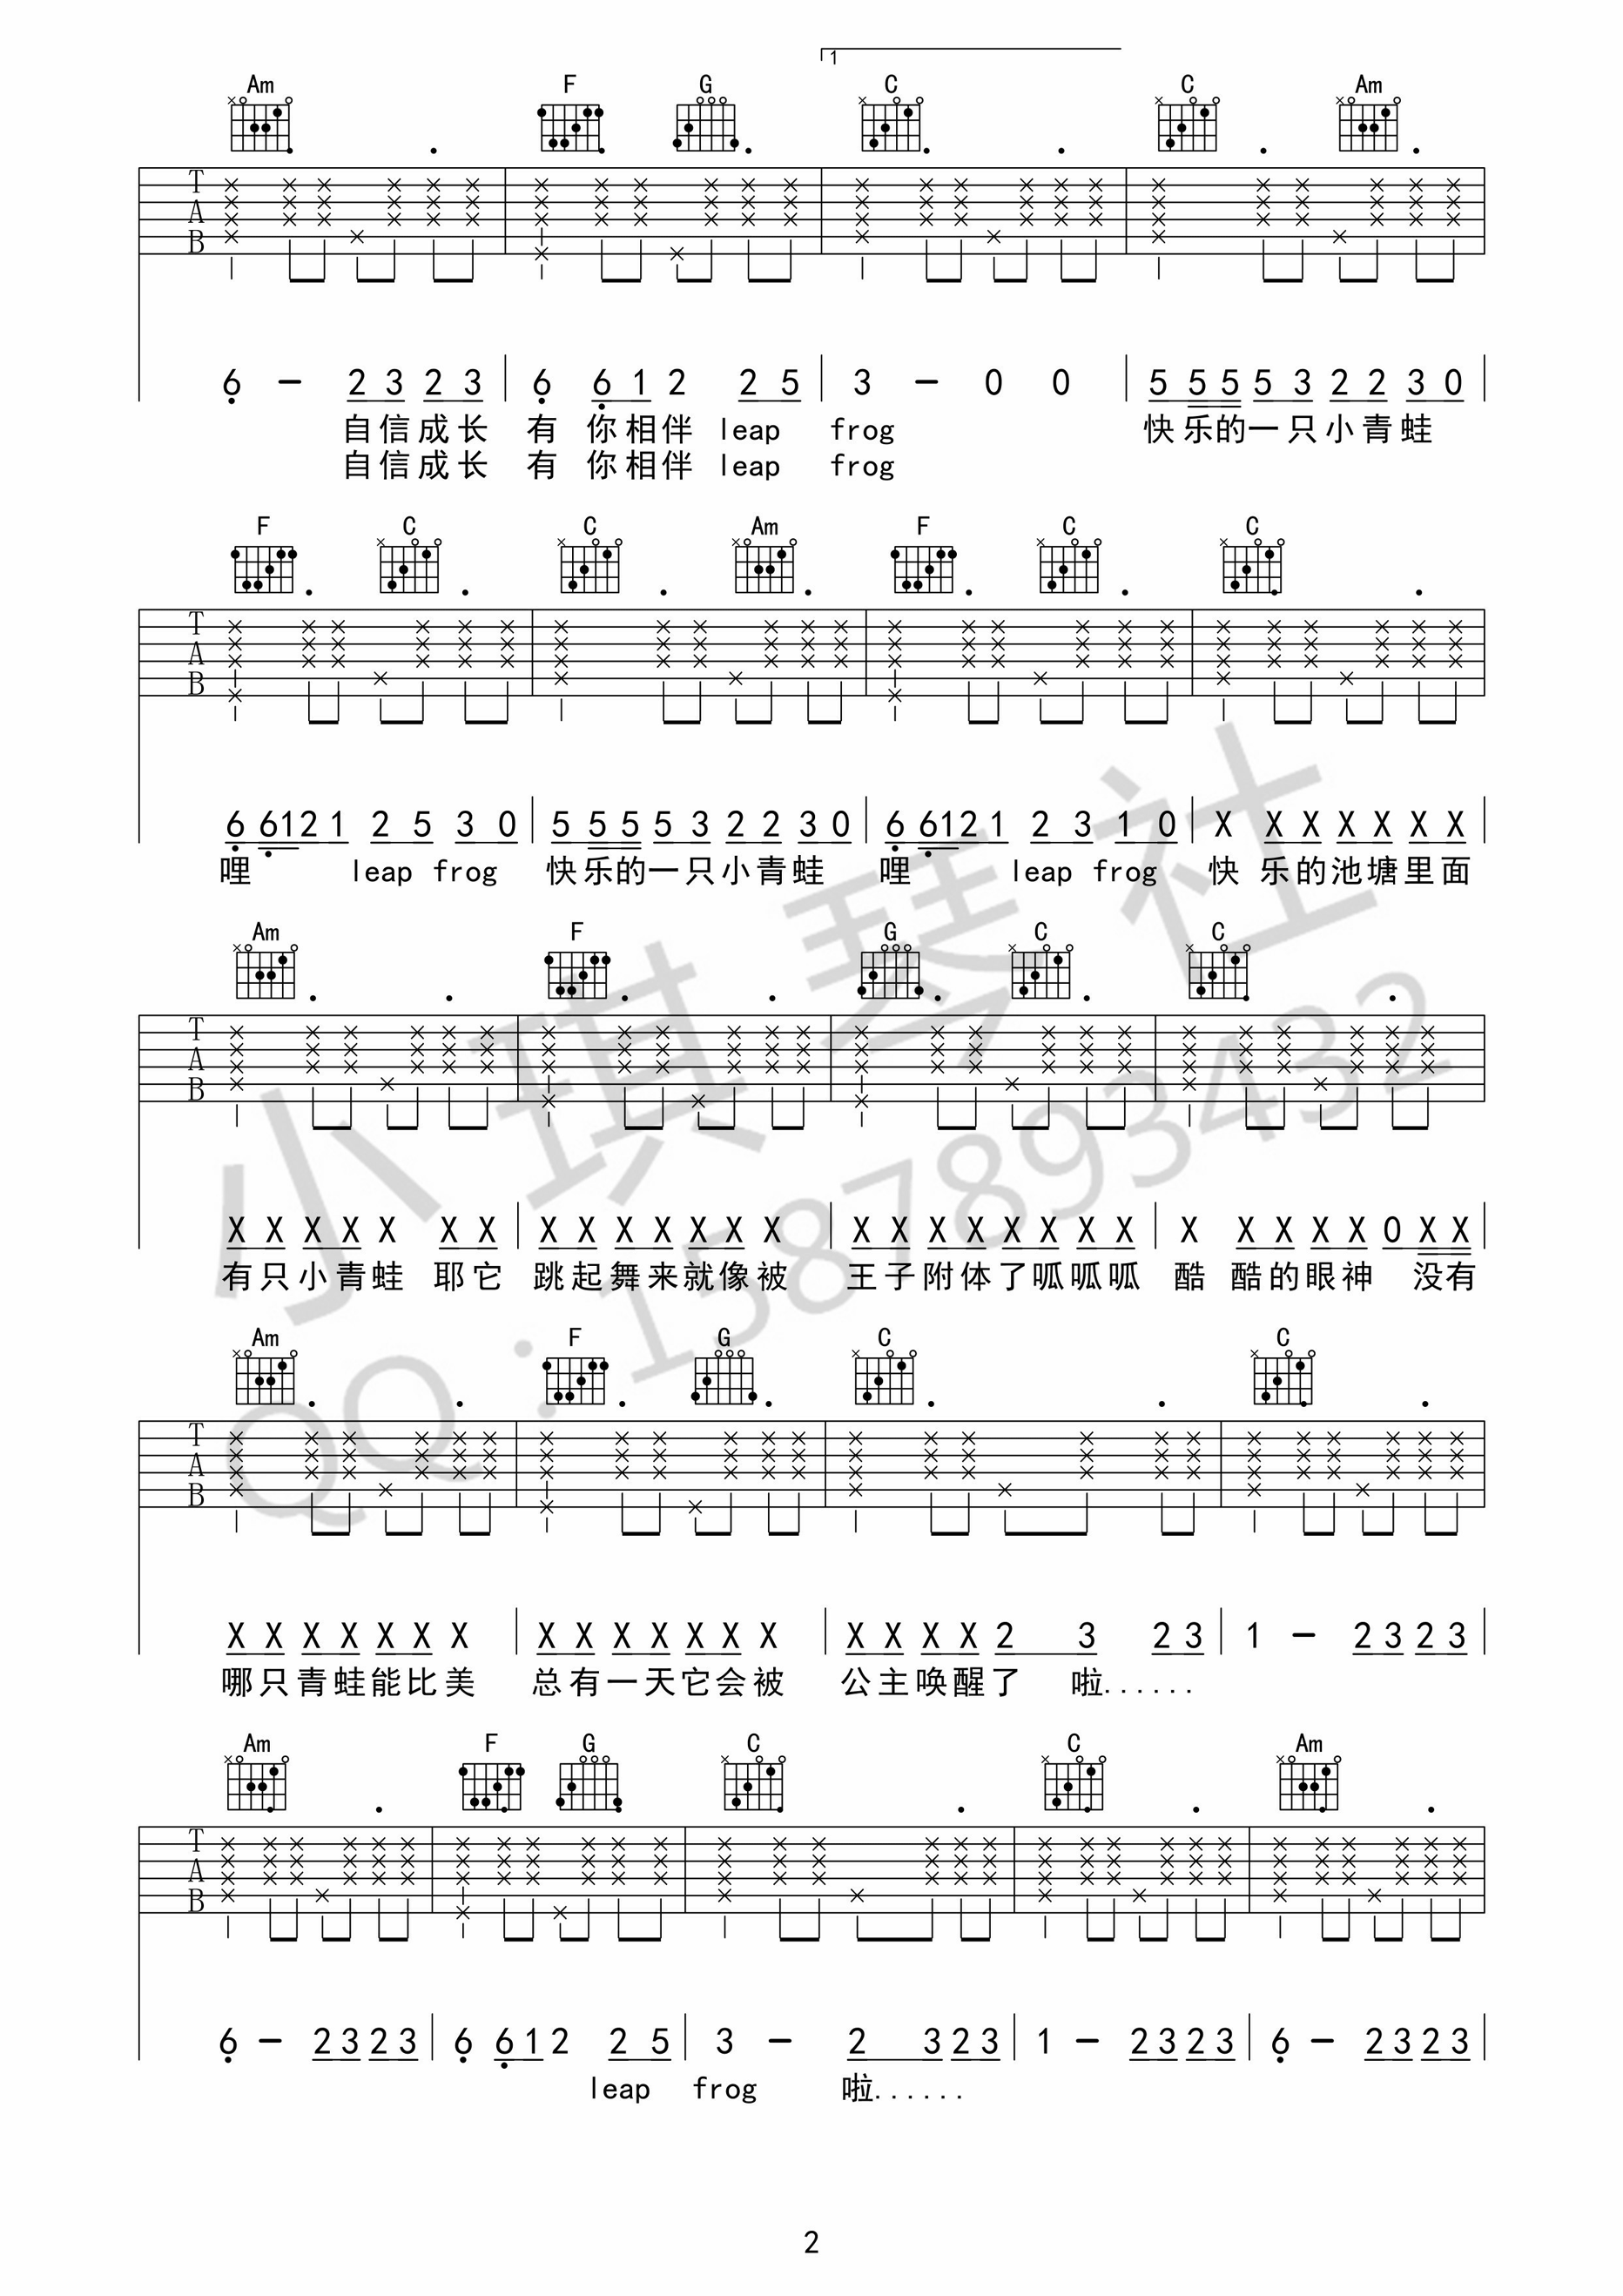 1
Am F G C C Am
T
A
B
6 - 2 3 2 3 6 6 1 2 2 5 3 - 0 0 5 5 5 5 3 2 2 3 0
自信成长 有 你相伴 leap frog 快乐的一只小青蛙
自信成长 有 你相伴 leap frog
F C C Am F C C
T
A
B
6 6 1 2 1 2 5 3 0 5 5 5 5 3 2 2 3 0 6 6 1 2 1 2 3 1 0 X X X X X X X
哩 leap frog 快乐的一只小青蛙 哩 leap frog 快 乐的池塘里面
Am F G C C
T
A
B
X X X X X X X X X X X X X X X X X X X X X X X X X X X 0 X X
有只小青蛙 耶它 跳起舞来就像被 王子附体了呱呱呱 酷 酷的眼神 没有
Am F G C C
T
A
B
X X X X X X X X X X X X X X X X X X 2 3 2 3 1 - 2 3 2 3
哪只青蛙能比美 总有一天它会被 公主唤醒了 啦......
Am F G C C Am
T
A
B
6 - 2 3 2 3 6 6 1 2 2 5 3 - 2 3 2 3 1 - 2 3 2 3 6 - 2 3 2 3
leap frog 啦......
小琪琴社
QQ:1587893432
2